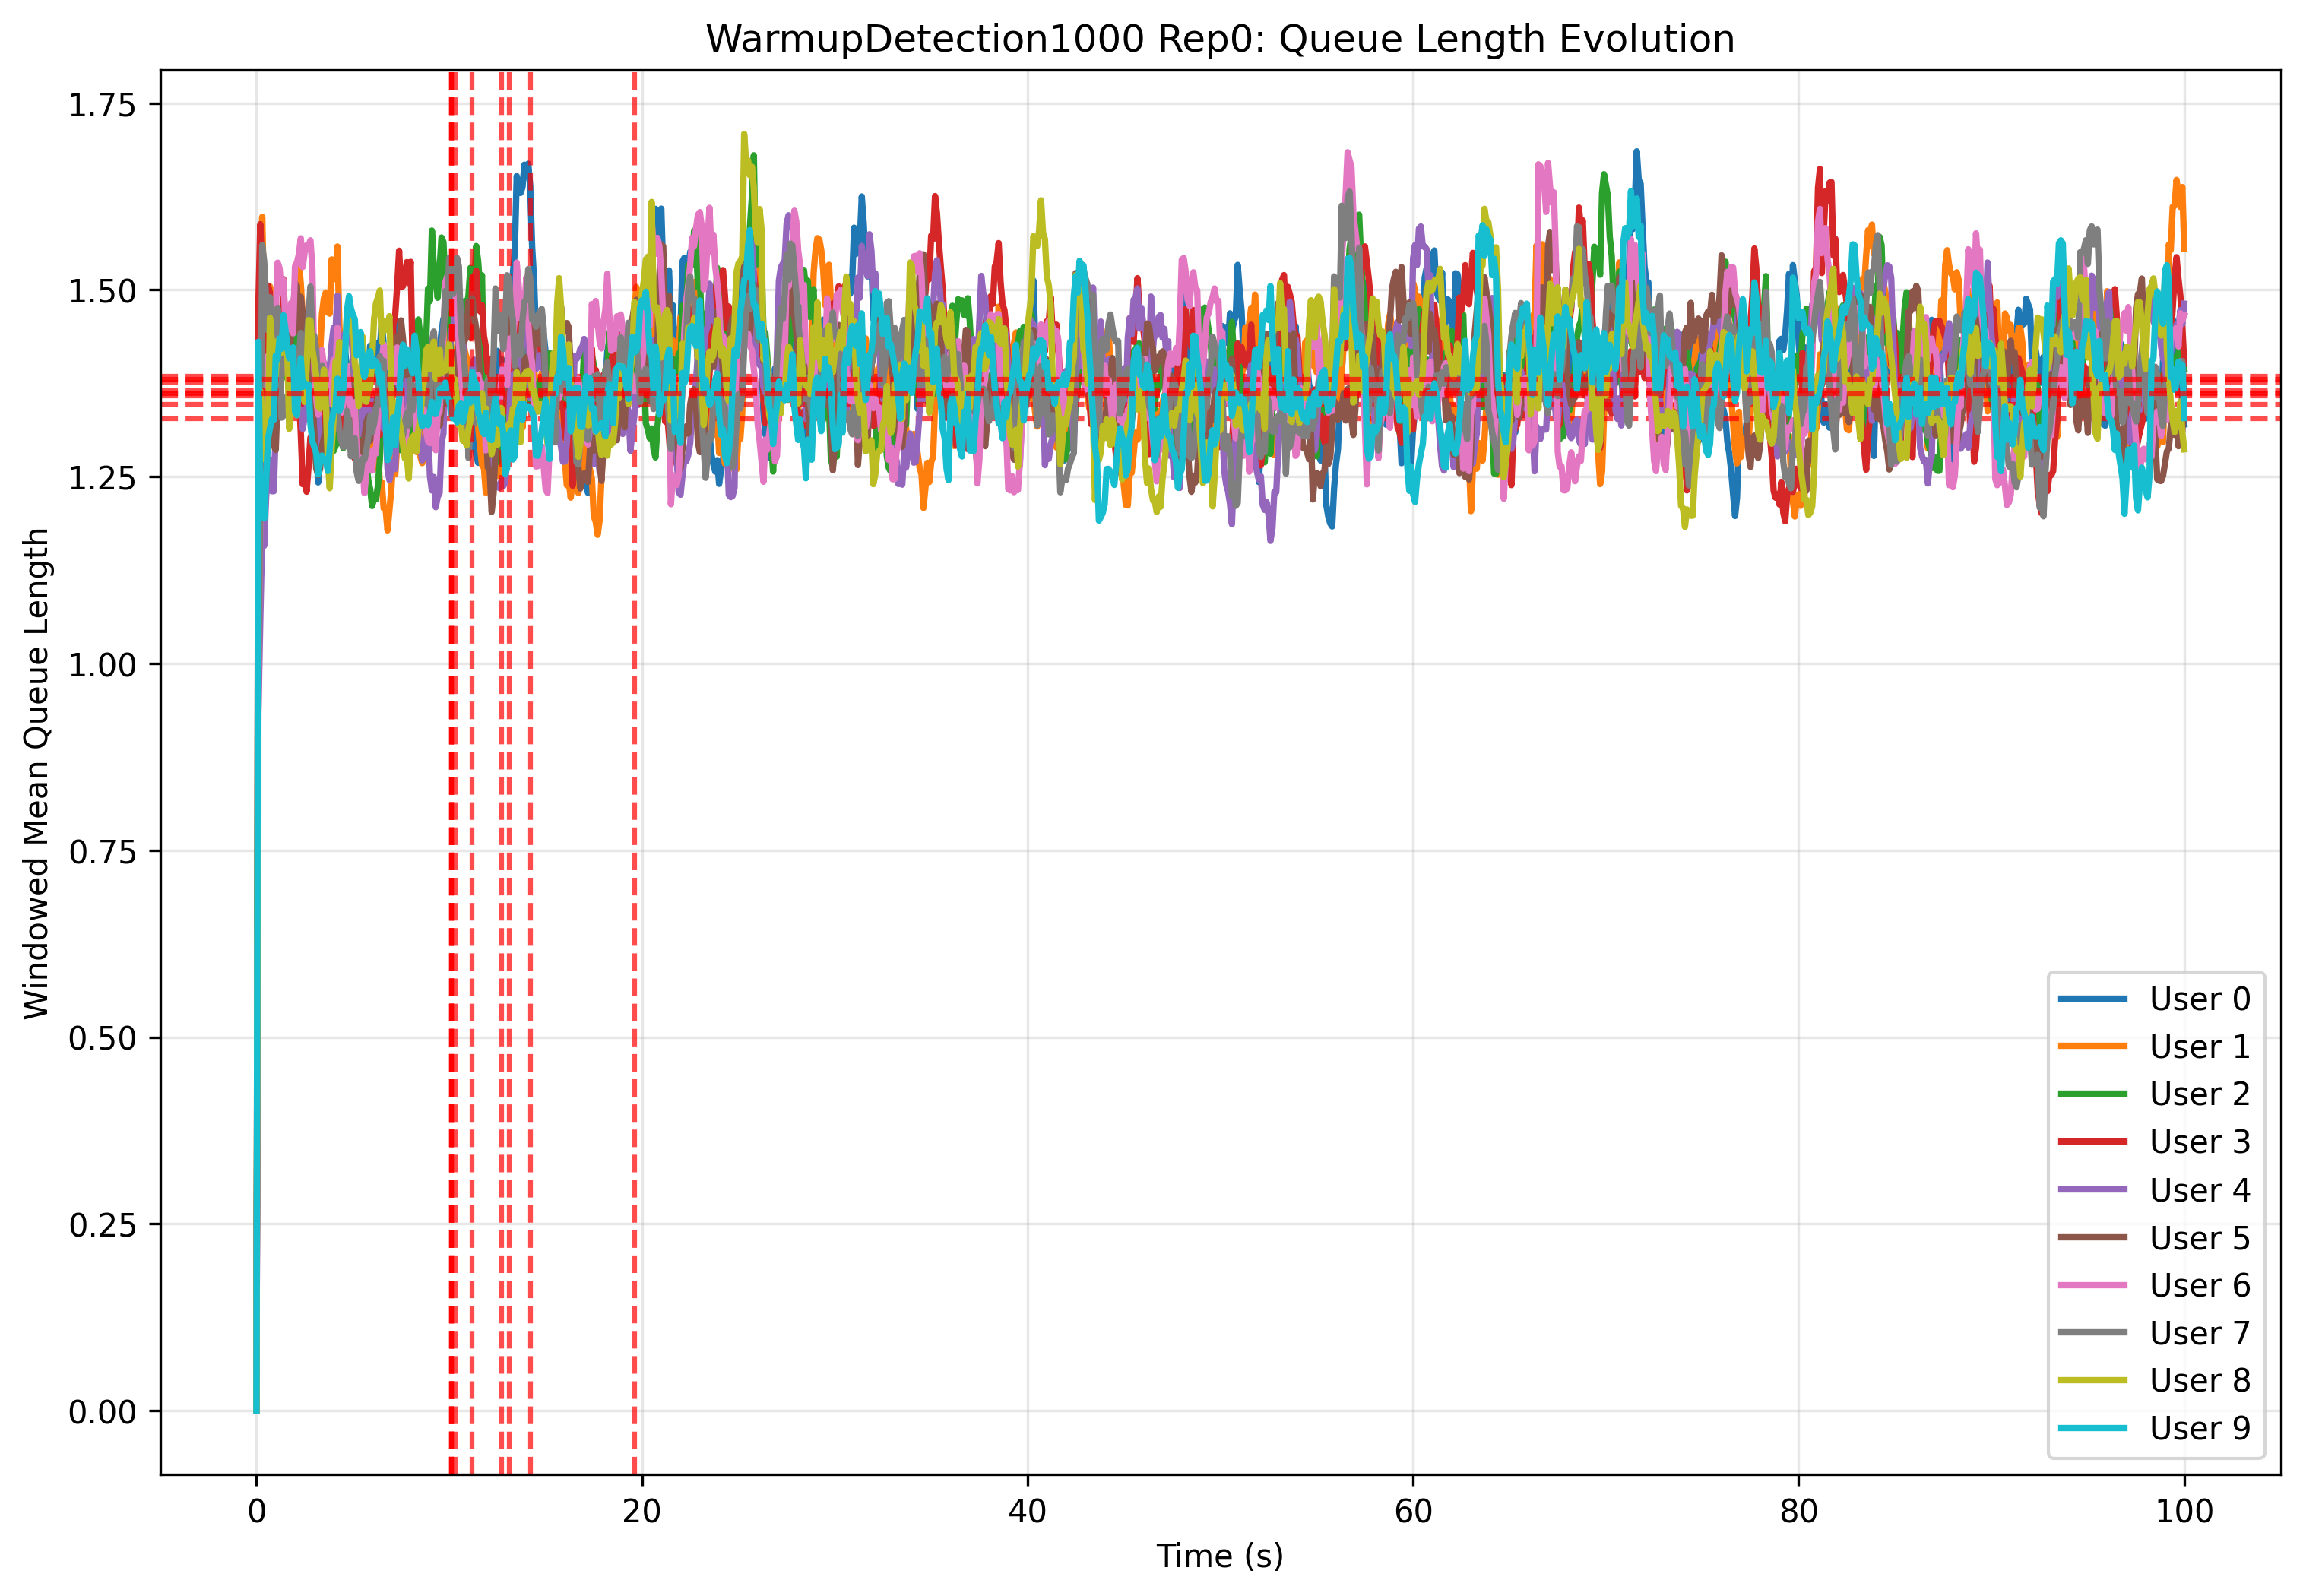 WarmupDetection1000 Rep0: Queue Length Evolution
Windowed Mean Queue Length
1.75
1.50
1.25
1.00
0.75
0.50
0.25
0.00
User 0
User 1
User 2
User 3
User 4
User 5
User 6
User 7
User 8
User 9
0 20 40 60 80 100
Time (s)